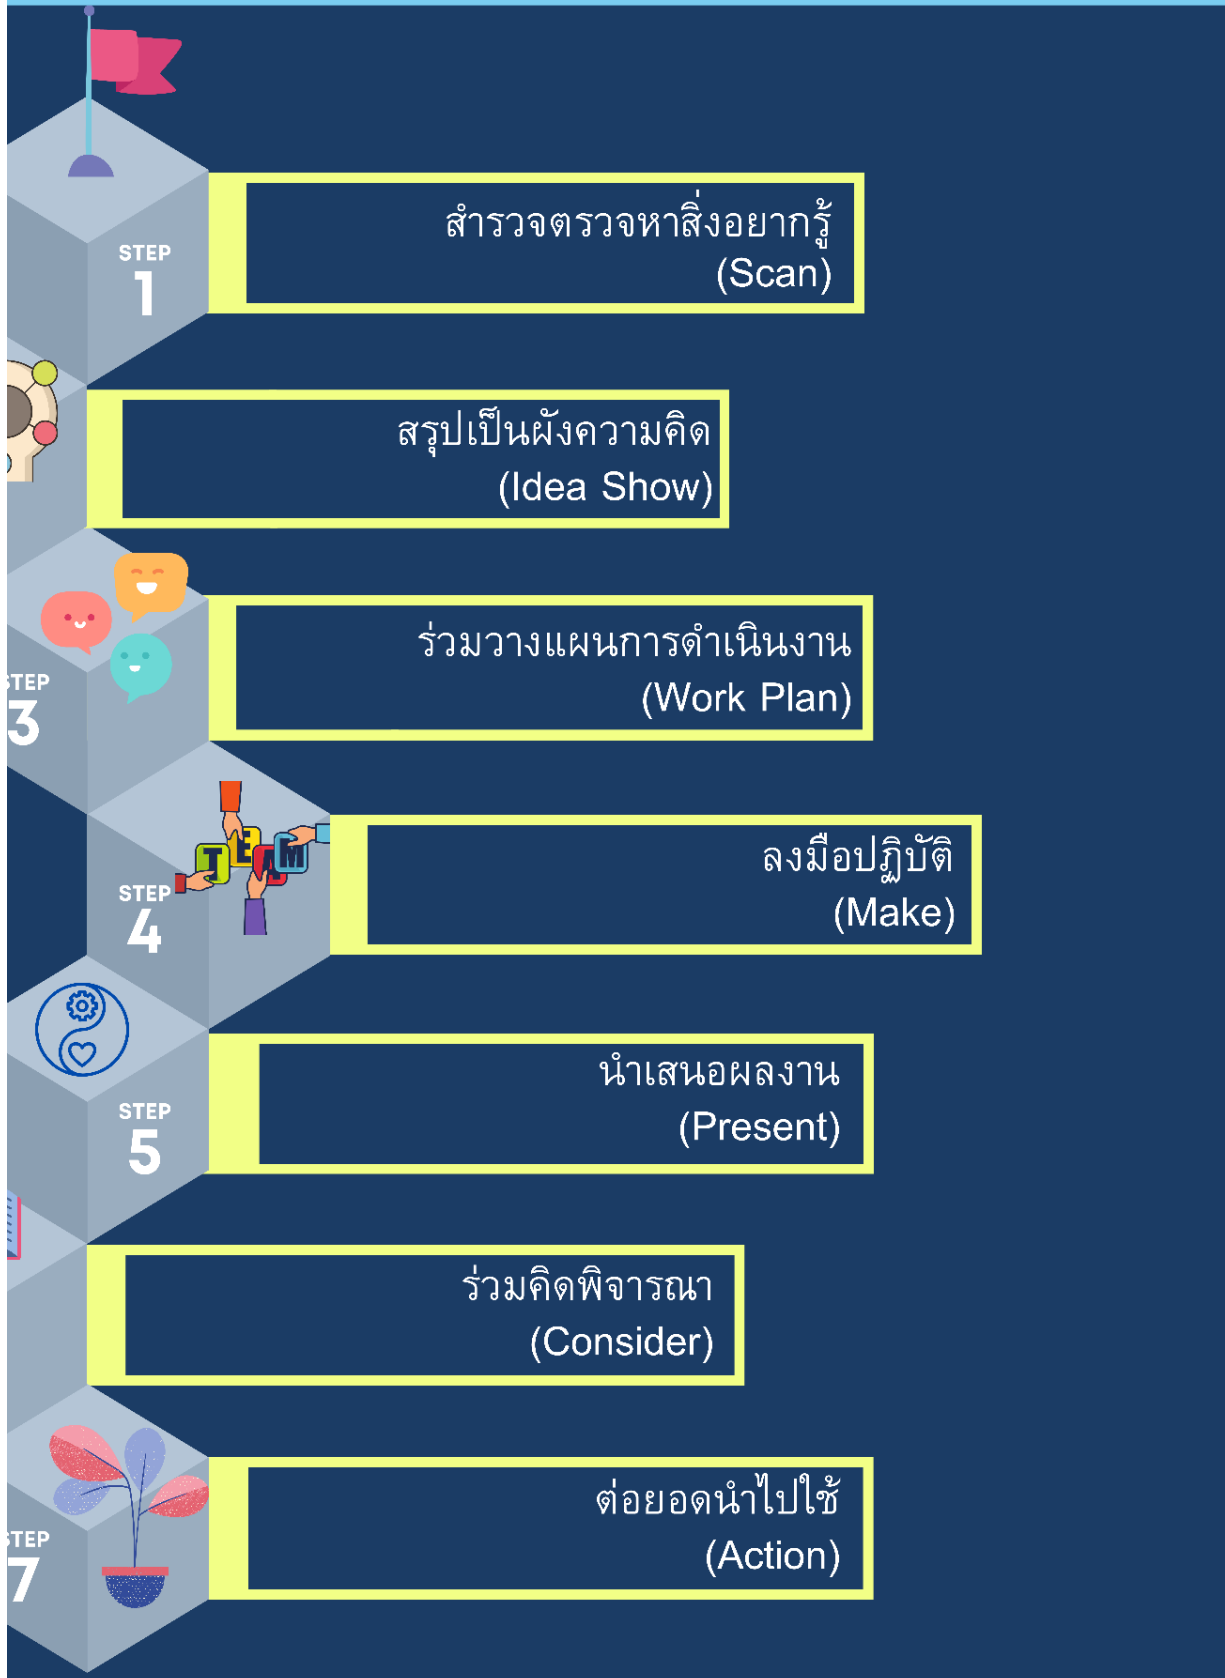 STEP
1
สำรวจตรวจหาสิ่งอยากรู้
(Scan)
สรุปเป็นผังความคิด
(Idea Show)
STEP
3
ร่วมวางแผนการดำเนินงาน
(Work Plan)
STEP
4
TEAM
ลงมือปฏิบัติ
(Make)
STEP
5
นำเสนอผลงาน
(Present)
ร่วมคิดพิจารณา
(Consider)
STEP
7
ต่อยอดนำไปใช้
(Action)